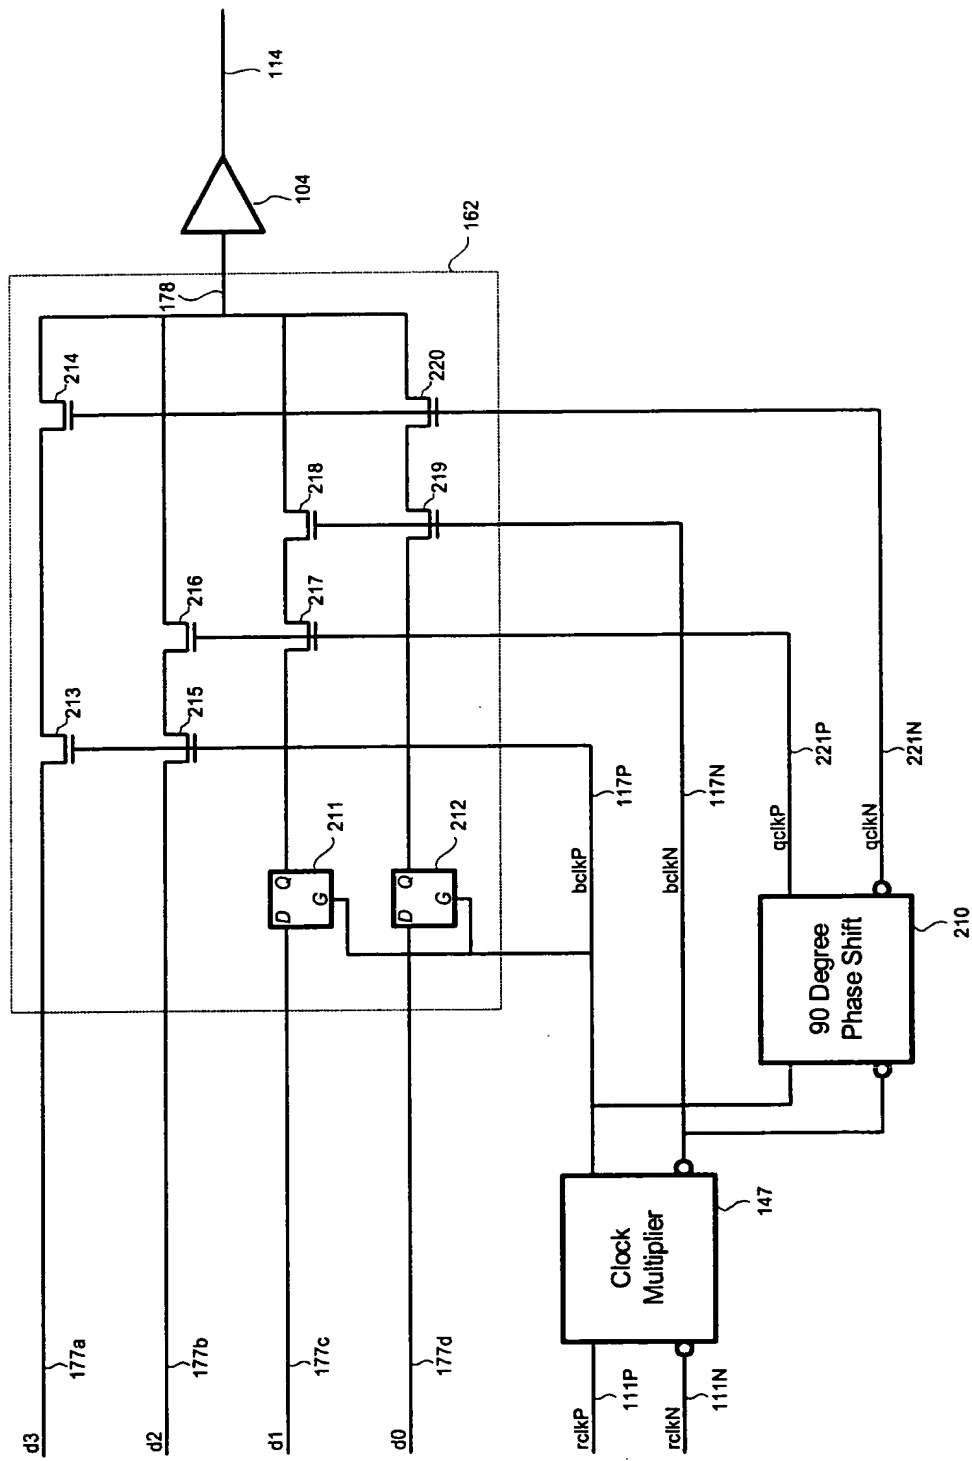 d3
177a
d2
177b
d1
177c
d0
177d
rclkP
111P
rclkN
111N
Clock
Multiplier
147
90 Degree
Phase Shift
210
D
Q
G
211
D
Q
G
212
bclkP
117P
bclkN
117N
qclkP
221P
qclkN
221N
213
214
215
216
217
218
219
220
178
162
104
114